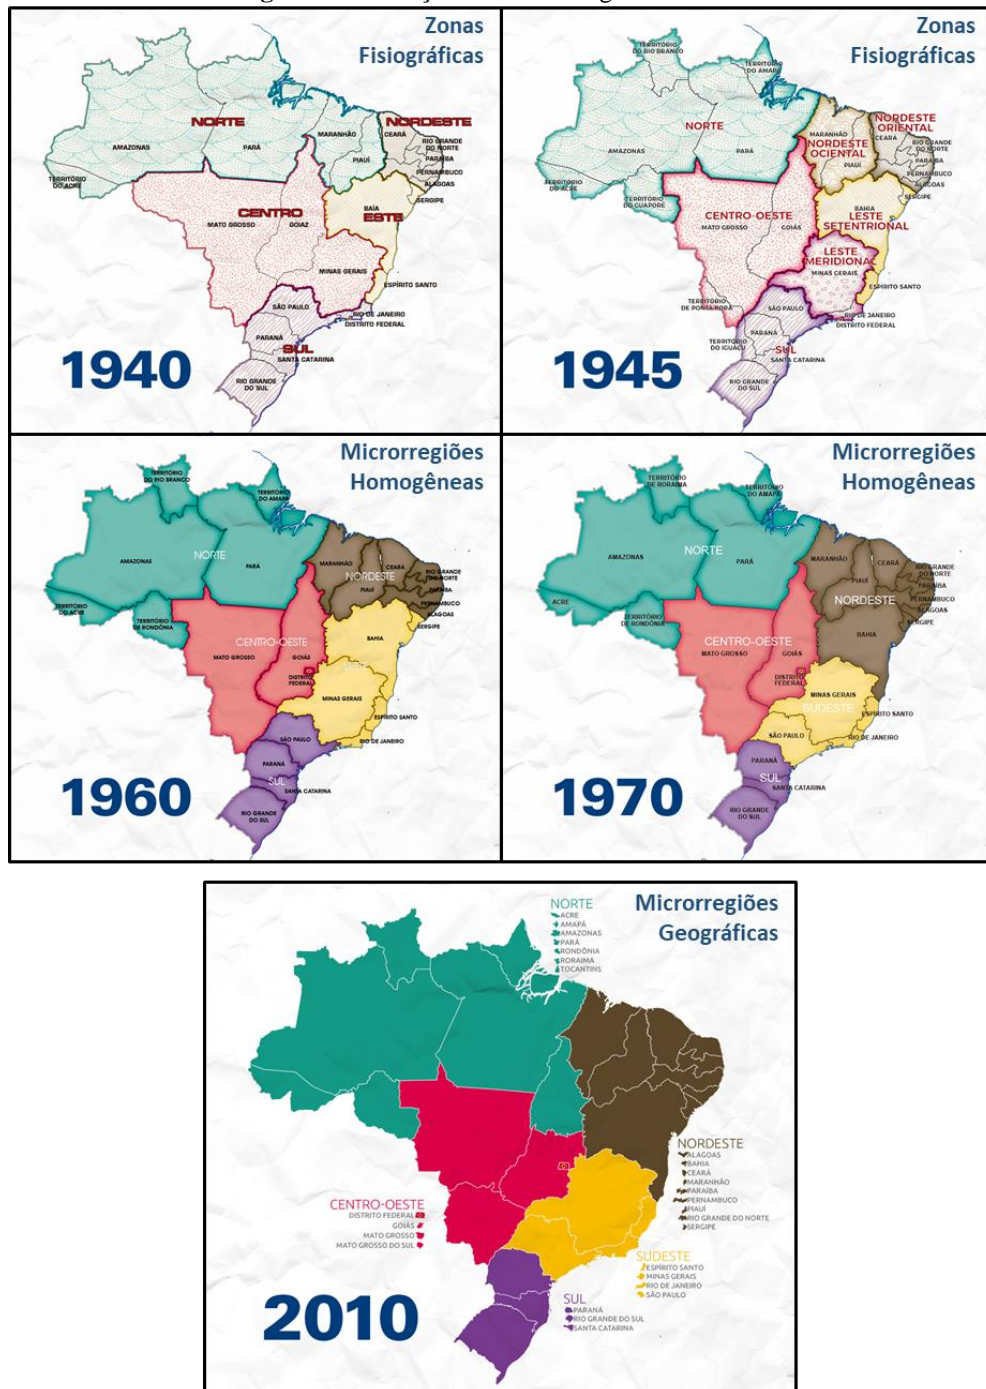 Zonas
Fisiográficas
NORTE
NORDESTE
AMAZONAS
PARÁ
MARANHÃO
CEARÁ
RIO GRANDE
DO NORTE
PIAUÍ
PARAÍBA
PERNAMBUCO
ALAGOAS
SERGIPE
TERRITÓRIO
DO ACRE
CENTRO
MATO GROSSO
GOIAZ
BAÍA
ESTE
MINAS GERAIS
ESPÍRITO SANTO
SÃO PAULO
RIO DE JANEIRO
DISTRITO FEDERAL
PARANÁ
SUL
SANTA CATARINA
RIO GRANDE
DO SUL
1940
Zonas
Fisiográficas
TERRITÓRIO
DO RIO BRANCO
TERRITÓRIO
DO AMAPÁ
NORTE
NORDESTE
ORIENTAL
MARANHÃO
CEARÁ
NORDESTE
OCIENTAL
RIO GRANDE
DO NORTE
AMAZONAS
PARÁ
PIAUÍ
PARAÍBA
PERNAMBUCO
ALAGOAS
SERGIPE
TERRITÓRIO
DO ACRE
TERRITÓRIO
DO GUAPORÉ
CENTRO-OESTE
MATO GROSSO
GOIÁS
BAHIA
LESTE
SETENTRIONAL
LESTE
MERIDIONAL
MINAS GERAIS
ESPÍRITO SANTO
TERRITÓRIO
DE PONTA PORÃ
SÃO PAULO
RIO DE JANEIRO
DISTRITO FEDERAL
PARANÁ
TERRITÓRIO
DO IGUAÇU
SUL
SANTA CATARINA
RIO GRANDE
DO SUL
1945
Microrregiões
Homogêneas
TERRITÓRIO
DO RIO BRANCO
TERRITÓRIO
DO AMAPÁ
AMAZONAS
NORTE
PARÁ
MARANHÃO
CEARÁ
NORDESTE
RIO GRANDE
DO NORTE
PIAUÍ
PARAÍBA
PERNAMBUCO
ALAGOAS
SERGIPE
TERRITÓRIO
DO ACRE
TERRITÓRIO
DE RONDÔNIA
CENTRO-OESTE
MATO GROSSO
GOIÁS
BAHIA
DISTRITO
FEDERAL
MINAS GERAIS
ESPÍRITO SANTO
SÃO PAULO
RIO DE JANEIRO
PARANÁ
SUL
SANTA CATARINA
RIO GRANDE
DO SUL
1960
Microrregiões
Homogêneas
TERRITÓRIO
DE RORAIMA
TERRITÓRIO
DO AMAPÁ
AMAZONAS
NORTE
PARÁ
MARANHÃO
CEARÁ
RIO GRANDE
DO NORTE
PIAUÍ
PARAÍBA
NORDESTE
PERNAMBUCO
ALAGOAS
SERGIPE
ACRE
TERRITÓRIO
DE RONDÔNIA
CENTRO-OESTE
MATO GROSSO
GOIÁS
BAHIA
DISTRITO
FEDERAL
MINAS GERAIS
SUDESTE
ESPÍRITO SANTO
SÃO PAULO
RIO DE JANEIRO
PARANÁ
SUL
SANTA CATARINA
RIO GRANDE
DO SUL
1970
Microrregiões
Geográficas
NORTE
ACRE
AMAPÁ
AMAZONAS
PARÁ
RONDÔNIA
RORAIMA
TOCANTINS
NORDESTE
ALAGOAS
BAHIA
CEARÁ
MARANHÃO
PARAÍBA
PERNAMBUCO
PIAUÍ
RIO GRANDE DO NORTE
SERGIPE
CENTRO-OESTE
DISTRITO FEDERAL
GOIÁS
MATO GROSSO
MATO GROSSO DO SUL
SUDESTE
ESPÍRITO SANTO
MINAS GERAIS
RIO DE JANEIRO
SÃO PAULO
SUL
PARANÁ
RIO GRANDE DO SUL
SANTA CATARINA
2010